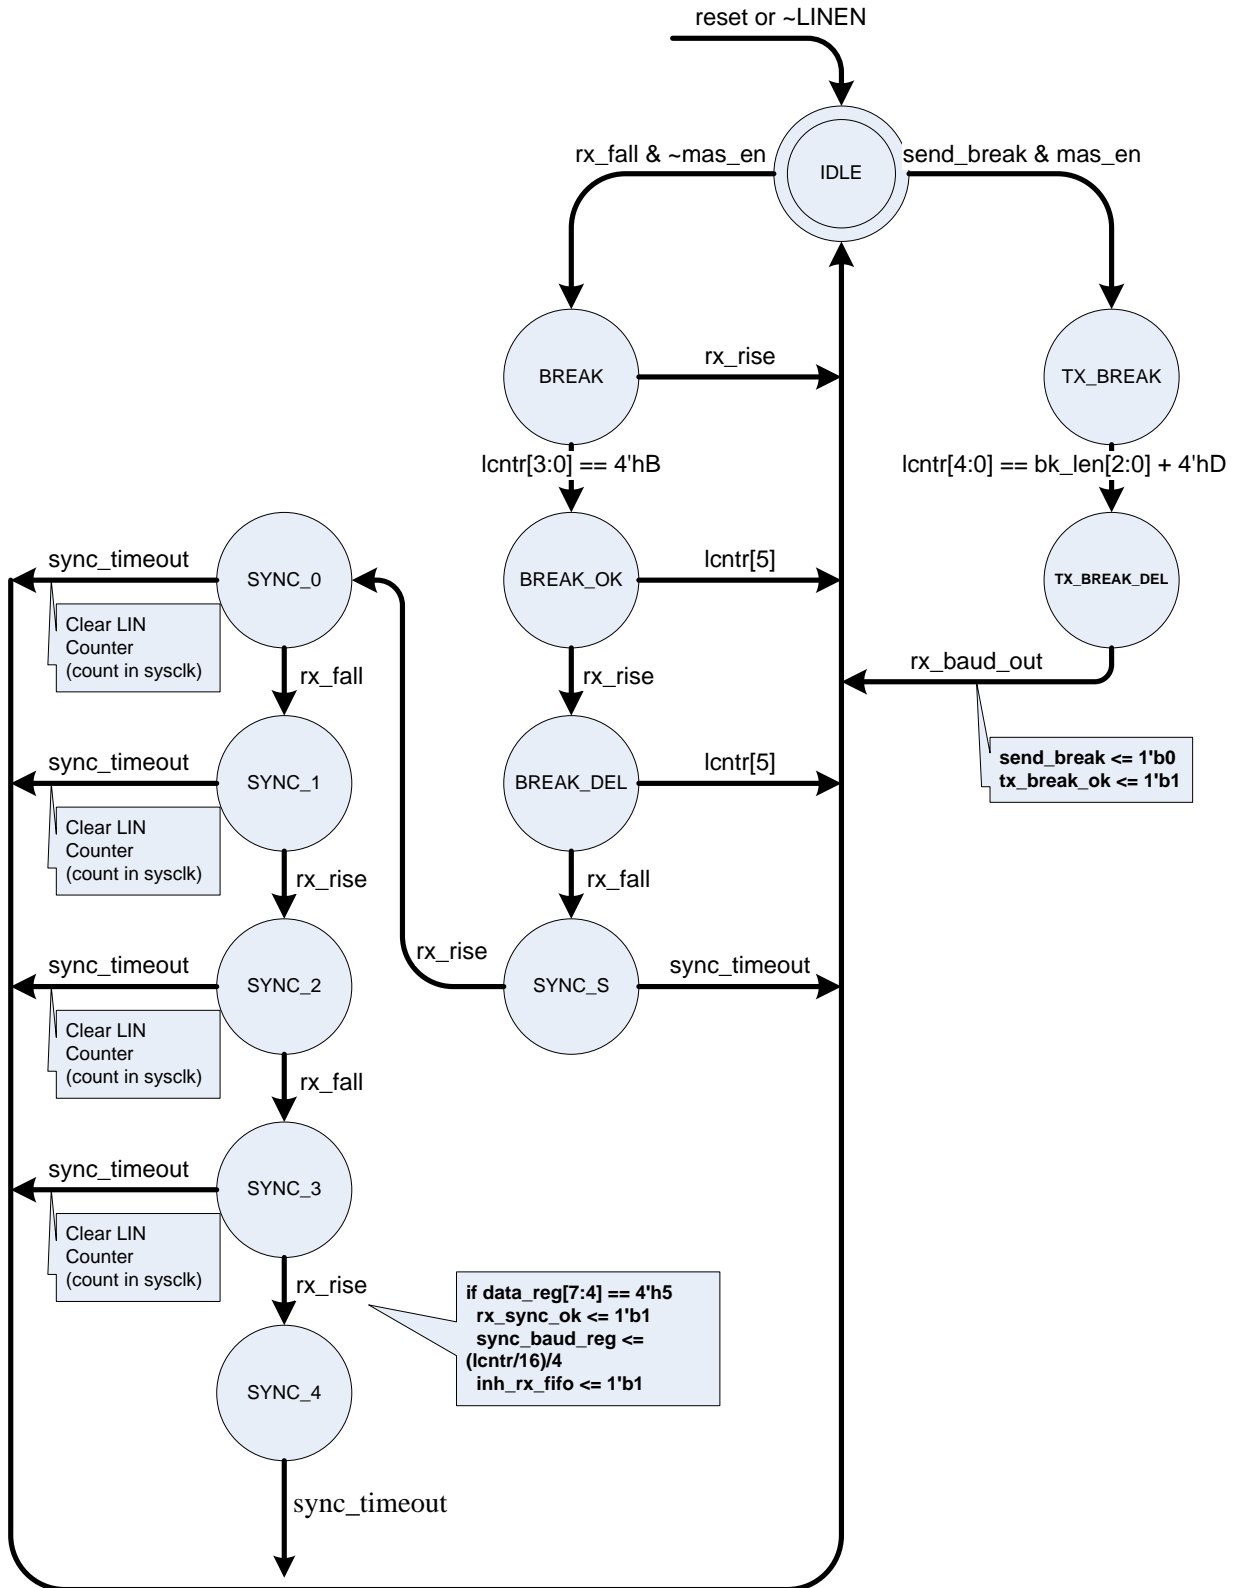 reset or ~LINEN
rx_fall & ~mas_en
IDLE
send_break & mas_en
BREAK
rx_rise
TX_BREAK
lcntr[3:0] == 4'hB
lcntr[4:0] == bk_len[2:0] + 4'hD
sync_timeout
SYNC_0
BREAK_OK
lcntr[5]
TX_BREAK_DEL
Clear LIN
Counter
(count in sysclk)
rx_fall
rx_rise
rx_baud_out
send_break <= 1'b0
tx_break_ok <= 1'b1
sync_timeout
SYNC_1
BREAK_DEL
lcntr[5]
Clear LIN
Counter
(count in sysclk)
rx_rise
rx_fall
sync_timeout
SYNC_2
rx_rise
SYNC_S
sync_timeout
Clear LIN
Counter
(count in sysclk)
rx_fall
sync_timeout
SYNC_3
Clear LIN
Counter
(count in sysclk)
rx_rise
if data_reg[7:4] == 4'h5
rx_sync_ok <= 1'b1
sync_baud_reg <=
(lcntr/16)/4
inh_rx_fifo <= 1'b1
SYNC_4
sync_timeout